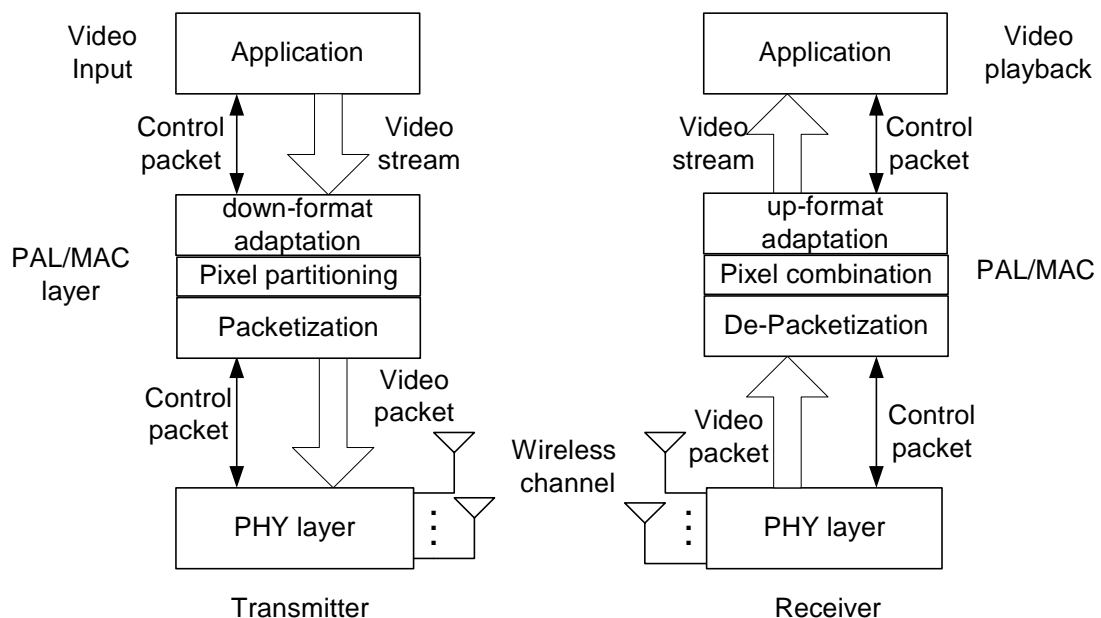 Video
Input
Application
Control
packet
Video
stream
down-format
adaptation
PAL/MAC
layer
Pixel partitioning
Packetization
Control
packet
Video
packet
PHY layer
Transmitter
Wireless
channel
Application
Video
playback
Video
stream
Control
packet
up-format
adaptation
Pixel combination
PAL/MAC
De-Packetization
Video
packet
Control
packet
PHY layer
Receiver